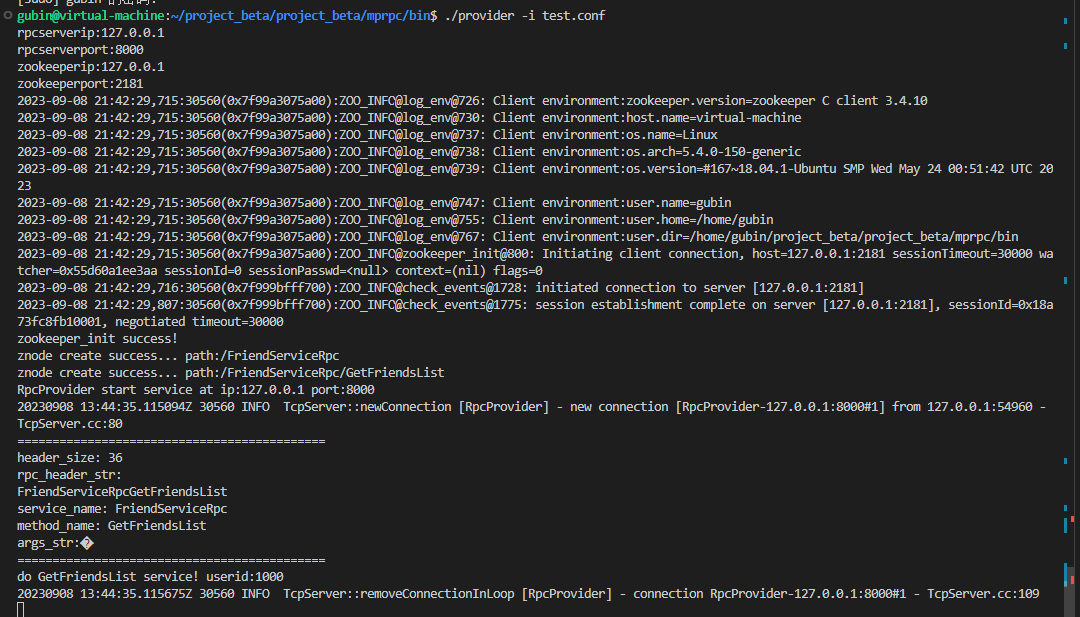 [sudo] gubin 的密码:
gubin@virtual-machine:~/project_beta/project_beta/mprpc/bin$ ./provider -i test.conf
rpcserverip:127.0.0.1
rpcserverport:8000
zookeeperip:127.0.0.1
zookeeperport:2181
2023-09-08 21:42:29,715:30560(0x7f99a3075a00):ZOO_INFO@log_env@726: Client environment:zookeeper.version=zookeeper C client 3.4.10
2023-09-08 21:42:29,715:30560(0x7f99a3075a00):ZOO_INFO@log_env@730: Client environment:host.name=virtual-machine
2023-09-08 21:42:29,715:30560(0x7f99a3075a00):ZOO_INFO@log_env@737: Client environment:os.name=Linux
2023-09-08 21:42:29,715:30560(0x7f99a3075a00):ZOO_INFO@log_env@738: Client environment:os.arch=5.4.0-150-generic
2023-09-08 21:42:29,715:30560(0x7f99a3075a00):ZOO_INFO@log_env@739: Client environment:os.version=#167~18.04.1-Ubuntu SMP Wed May 24 00:51:42 UTC 20
23
2023-09-08 21:42:29,715:30560(0x7f99a3075a00):ZOO_INFO@log_env@747: Client environment:user.name=gubin
2023-09-08 21:42:29,715:30560(0x7f99a3075a00):ZOO_INFO@log_env@755: Client environment:user.home=/home/gubin
2023-09-08 21:42:29,715:30560(0x7f99a3075a00):ZOO_INFO@log_env@767: Client environment:user.dir=/home/gubin/project_beta/project_beta/mprpc/bin
2023-09-08 21:42:29,715:30560(0x7f99a3075a00):ZOO_INFO@zookeeper_init@800: Initiating client connection, host=127.0.0.1:2181 sessionTimeout=30000 wa
tcher=0x55d60a1ee3aa sessionId=0 sessionPasswd=<null> context=(nil) flags=0
2023-09-08 21:42:29,716:30560(0x7f999bfff700):ZOO_INFO@check_events@1728: initiated connection to server [127.0.0.1:2181]
2023-09-08 21:42:29,807:30560(0x7f999bfff700):ZOO_INFO@check_events@1775: session establishment complete on server [127.0.0.1:2181], sessionId=0x18a
73fc8fb10001, negotiated timeout=30000
zookeeper_init success!
znode create success... path:/FriendServiceRpc
znode create success... path:/FriendServiceRpc/GetFriendsList
RpcProvider start service at ip:127.0.0.1 port:8000
20230908 13:44:35.115094Z 30560 INFO  TcpServer::newConnection [RpcProvider] - new connection [RpcProvider-127.0.0.1:8000#1] from 127.0.0.1:54960 -
TcpServer.cc:80
============================================
header_size: 36
rpc_header_str:
FriendServiceRpcGetFriendsList
service_name: FriendServiceRpc
method_name: GetFriendsList
args_str:�
============================================
do GetFriendsList service! userid:1000
20230908 13:44:35.115675Z 30560 INFO  TcpServer::removeConnectionInLoop [RpcProvider] - connection RpcProvider-127.0.0.1:8000#1 - TcpServer.cc:109